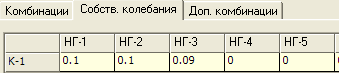 Комбинации Собств. колебания Доп. комбинации
НГ-1 НГ-2 НГ-3 НГ-4 НГ-5
К-1 0.1 0.1 0.09 0 0